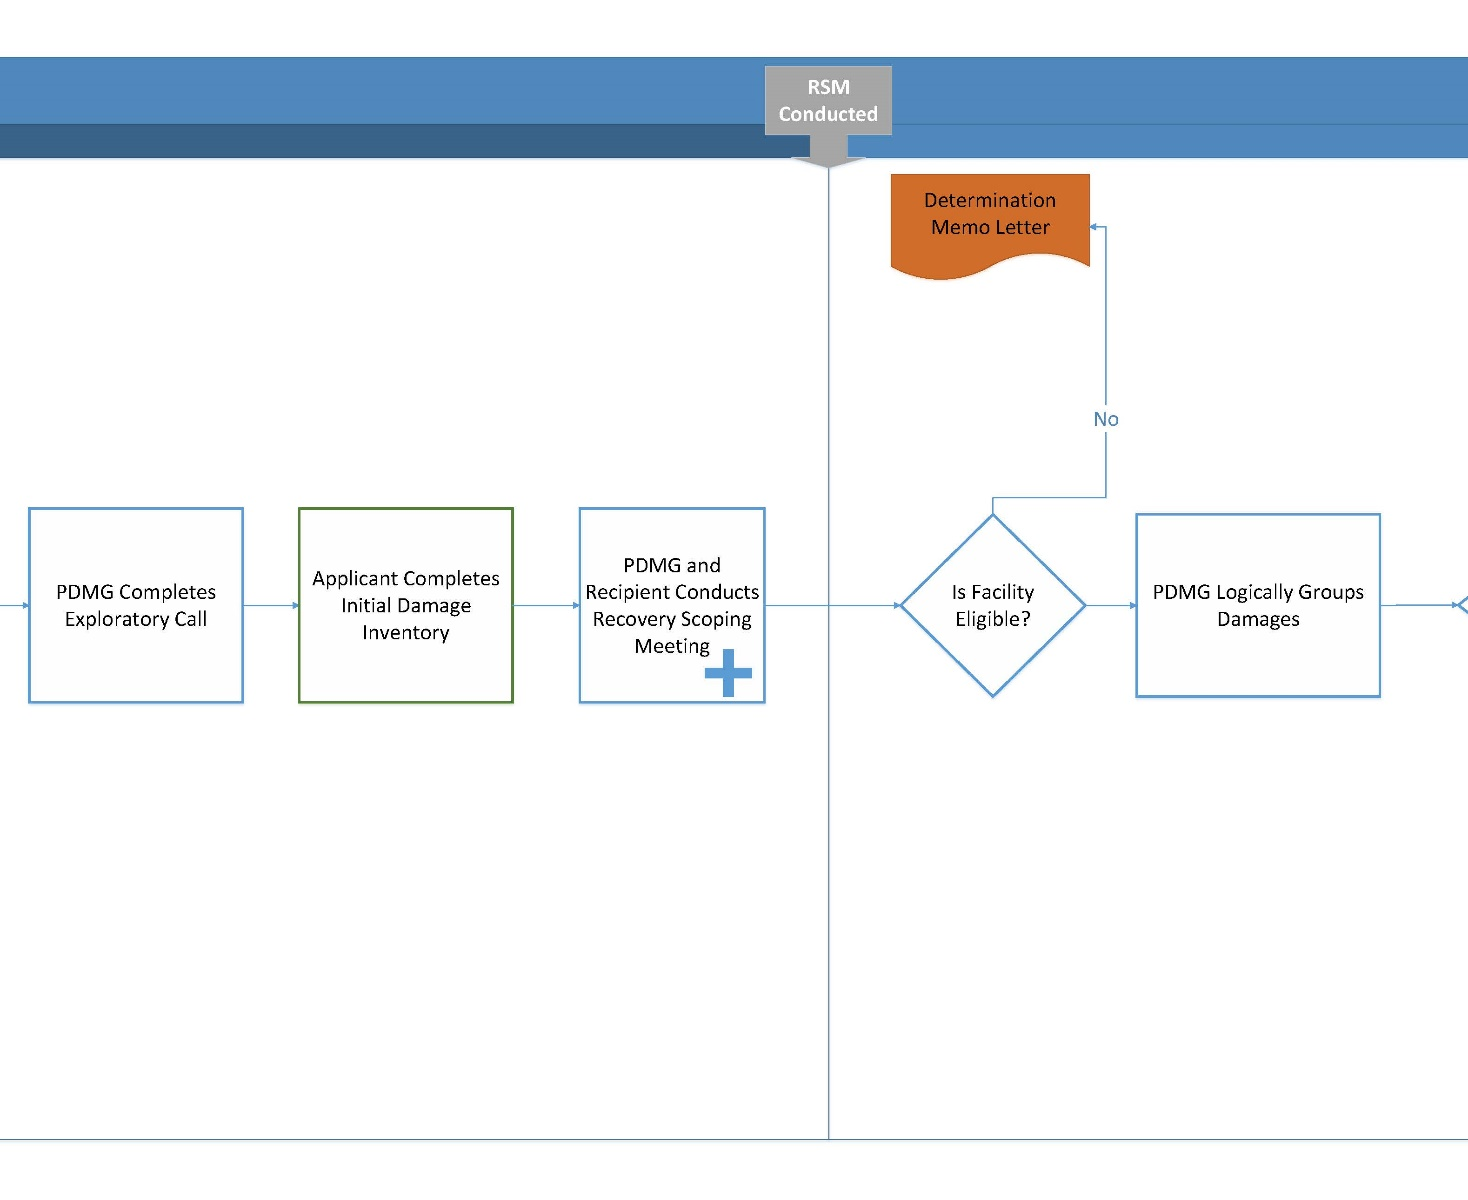 RSM
Conducted
Determination
Memo Letter
No
PDMG Completes
Exploratory Call
Applicant Completes
Initial Damage
Inventory
PDMG and
Recipient Conducts
Recovery Scoping
Meeting
Is Facility
Eligible?
PDMG Logically Groups
Damages